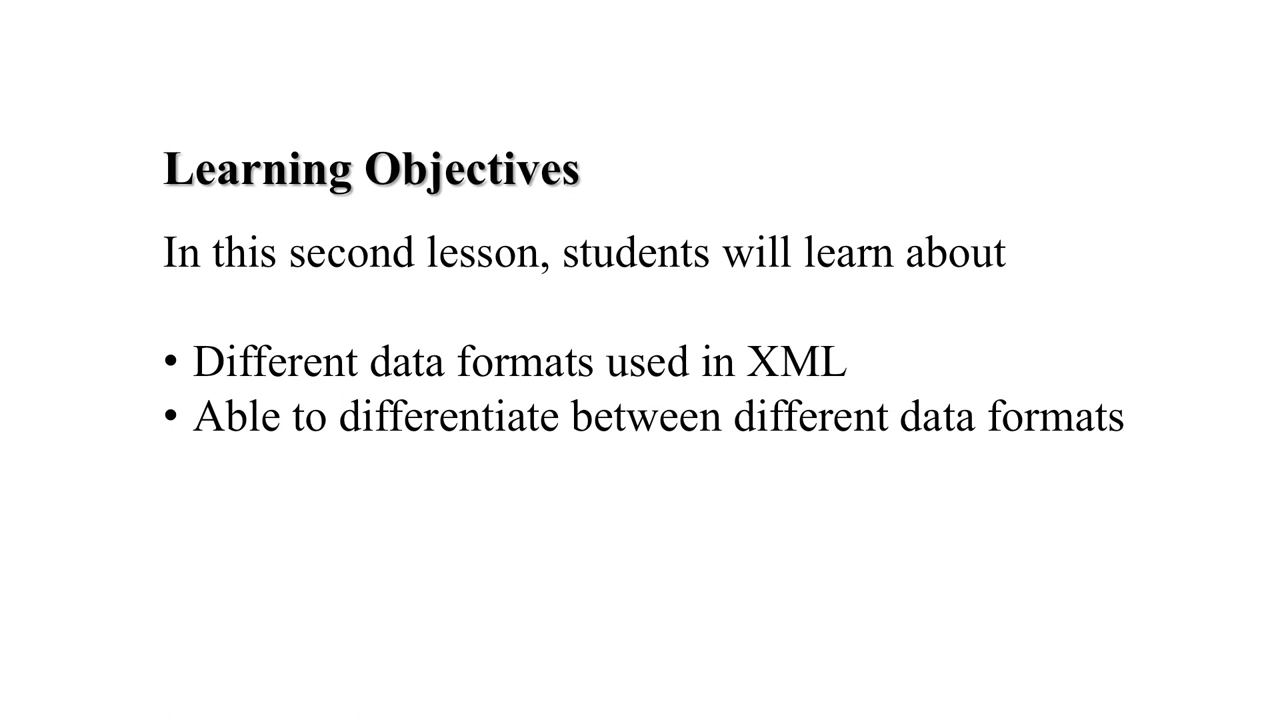 Learning Objectives
In this second lesson, students will learn about
• Different data formats used in XML
• Able to differentiate between different data formats